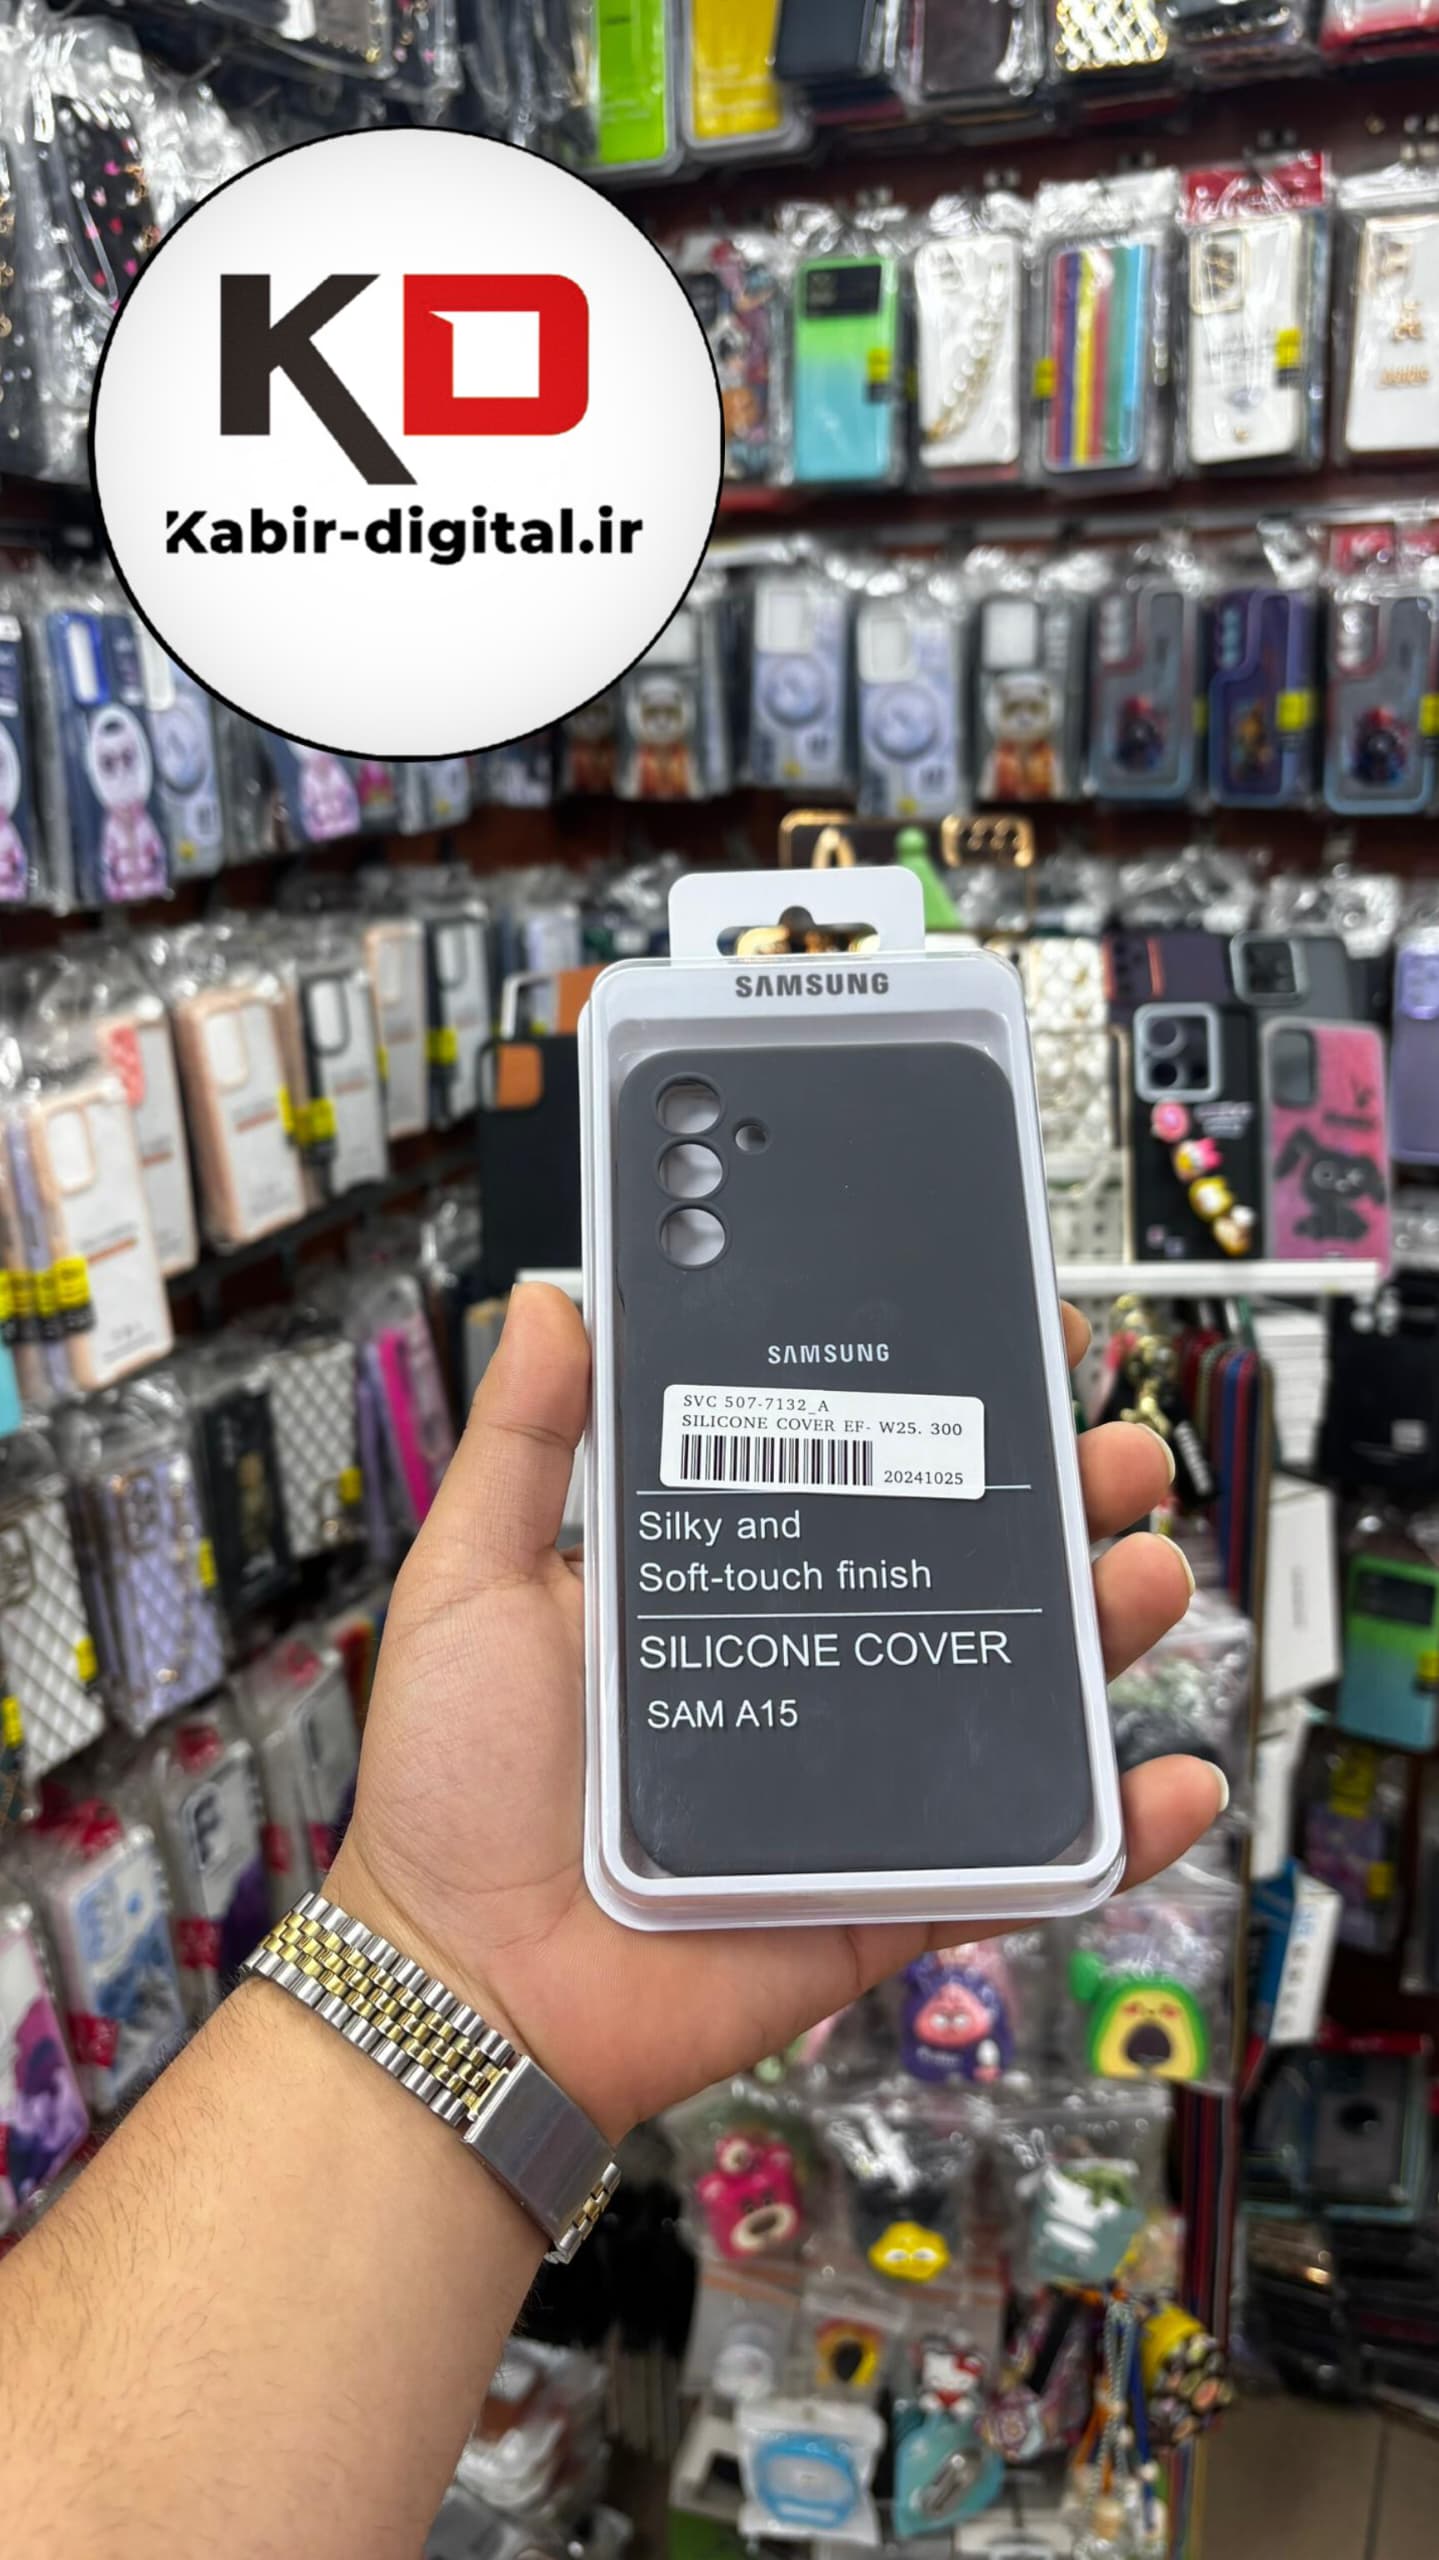 KD
Kabir-digital.ir
SAMSUNG
SAMSUNG
SVC 507-7132_A
SILICONE COVER EF- W25. 300
20241025
Silky and
Soft-touch finish
SILICONE COVER
SAM A15